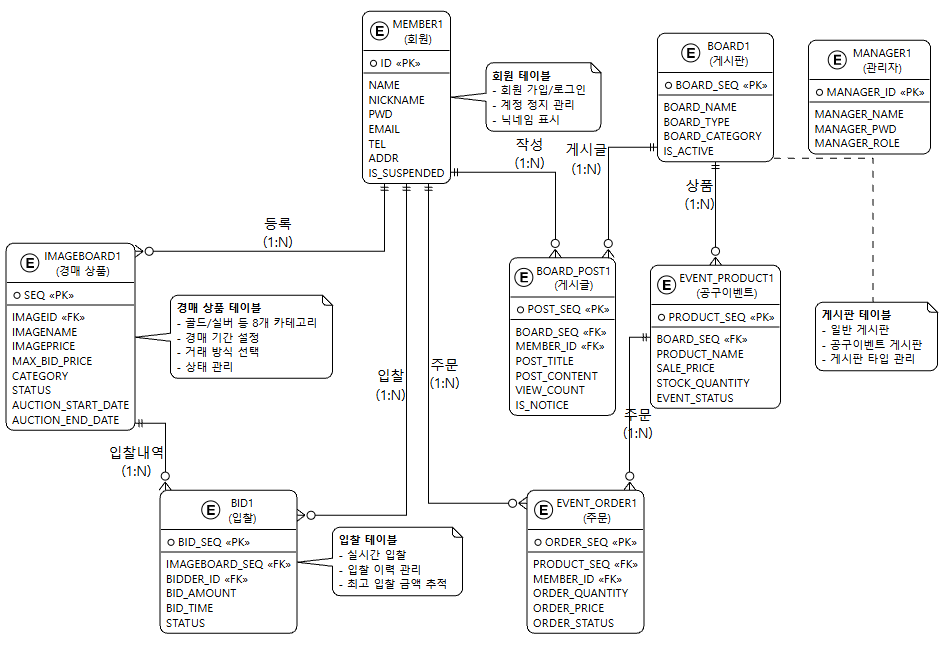 MEMBER1
(회원)
ID «PK»
NAME
NICKNAME
PWD
EMAIL
TEL
ADDR
IS_SUSPENDED
회원 테이블
- 회원 가입/로그인
- 계정 정지 관리
- 닉네임 표시
BOARD1
(게시판)
BOARD_SEQ «PK»
BOARD_NAME
BOARD_TYPE
BOARD_CATEGORY
IS_ACTIVE
MANAGER1
(관리자)
MANAGER_ID «PK»
MANAGER_NAME
MANAGER_PWD
MANAGER_ROLE
작성
(1:N)
게시글
(1:N)
상품
(1:N)
등록
(1:N)
IMAGEBOARD1
(경매 상품)
SEQ «PK»
IMAGEID «FK»
IMAGENAME
IMAGEPRICE
MAX_BID_PRICE
CATEGORY
STATUS
AUCTION_START_DATE
AUCTION_END_DATE
경매 상품 테이블
- 골드/실버 등 8개 카테고리
- 경매 기간 설정
- 거래 방식 선택
- 상태 관리
BOARD_POST1
(게시글)
POST_SEQ «PK»
BOARD_SEQ «FK»
MEMBER_ID «FK»
POST_TITLE
POST_CONTENT
VIEW_COUNT
IS_NOTICE
EVENT_PRODUCT1
(공구이벤트)
PRODUCT_SEQ «PK»
BOARD_SEQ «FK»
PRODUCT_NAME
SALE_PRICE
STOCK_QUANTITY
EVENT_STATUS
게시판 테이블
- 일반 게시판
- 공구이벤트 게시판
- 게시판 타입 관리
입찰
(1:N)
주문
(1:N)
주문
(1:N)
입찰내역
(1:N)
BID1
(입찰)
BID_SEQ «PK»
IMAGEBOARD_SEQ «FK»
BIDDER_ID «FK»
BID_AMOUNT
BID_TIME
STATUS
입찰 테이블
- 실시간 입찰
- 입찰 이력 관리
- 최고 입찰 금액 추적
EVENT_ORDER1
(주문)
ORDER_SEQ «PK»
PRODUCT_SEQ «FK»
MEMBER_ID «FK»
ORDER_QUANTITY
ORDER_PRICE
ORDER_STATUS